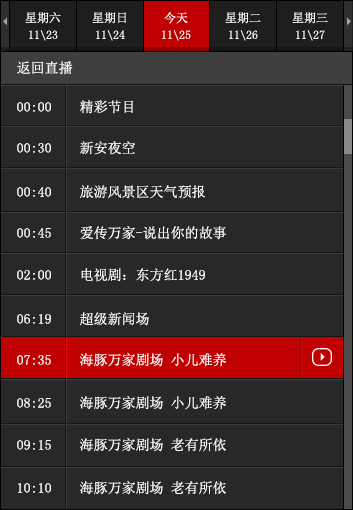 星期六 星期日 今天 星期二 星期三
11\23 11\24 11\25 11\26 11\27
返回直播
00:00 精彩节目
00:30 新安夜空
00:40 旅游风景区天气预报
00:45 爱传万家-说出你的故事
02:00 电视剧：东方红1949
06:19 超级新闻场
07:35 海豚万家剧场 小儿难养
08:25 海豚万家剧场 小儿难养
09:15 海豚万家剧场 老有所依
10:10 海豚万家剧场 老有所依